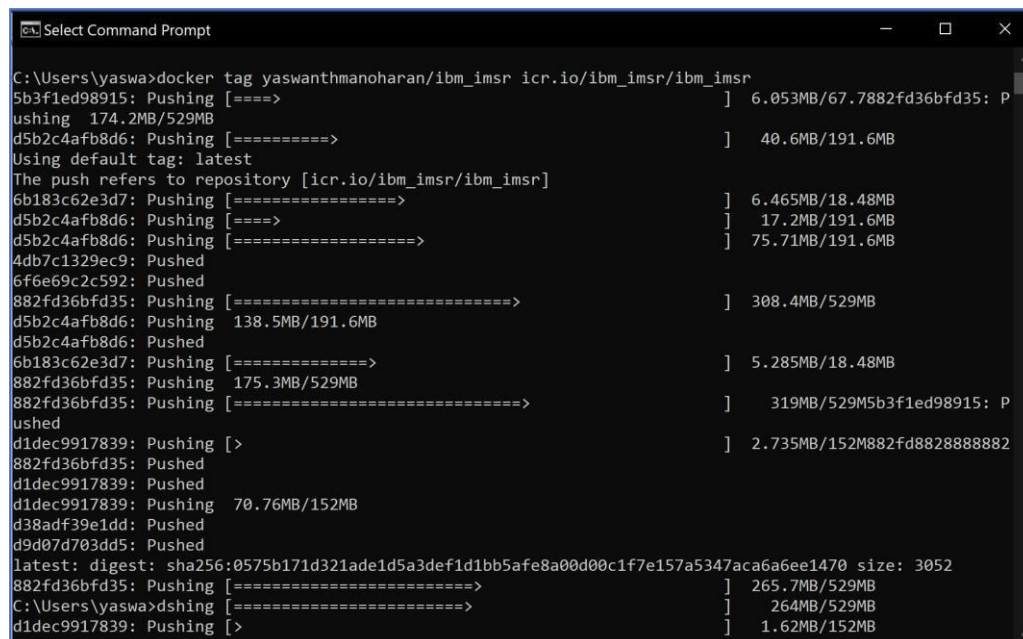 Select Command Prompt
C:\Users\yaswa>docker tag yaswanthmanoharan/ibm_imsr icr.io/ibm_imsr/ibm_imsr
5b3f1ed98915: Pushing [====>                                              ]  6.053MB/67.7882fd36bfd35: P
ushing  174.2MB/529MB
d5b2c4afb8d6: Pushing [==========>                                        ]   40.6MB/191.6MB
Using default tag: latest
The push refers to repository [icr.io/ibm_imsr/ibm_imsr]
6b183c62e3d7: Pushing [=================>                                 ]  6.465MB/18.48MB
d5b2c4afb8d6: Pushing [====>                                              ]   17.2MB/191.6MB
d5b2c4afb8d6: Pushing [===================>                               ]  75.71MB/191.6MB
4db7c1329ec9: Pushed
6f6e69c2c592: Pushed
882fd36bfd35: Pushing [=============================>                     ]  308.4MB/529MB
d5b2c4afb8d6: Pushing  138.5MB/191.6MB
d5b2c4afb8d6: Pushed
6b183c62e3d7: Pushing [==============>                                    ]  5.285MB/18.48MB
882fd36bfd35: Pushing  175.3MB/529MB
882fd36bfd35: Pushing [==============================>                    ]    319MB/529M5b3f1ed98915: P
ushed
d1dec9917839: Pushing [>                                                  ]  2.735MB/152M882fd8828888882
882fd36bfd35: Pushed
d1dec9917839: Pushed
d1dec9917839: Pushing  70.76MB/152MB
d38adf39e1dd: Pushed
d9d07d703dd5: Pushed
latest: digest: sha256:0575b171d321ade1d5a3def1d1bb5afe8a00d00c1f7e157a5347aca6a6ee1470 size: 3052
882fd36bfd35: Pushing [=========================>                         ]  265.7MB/529MB
C:\Users\yaswa>dshing [========================>                          ]    264MB/529MB
d1dec9917839: Pushing [>                                                  ]   1.62MB/152MB